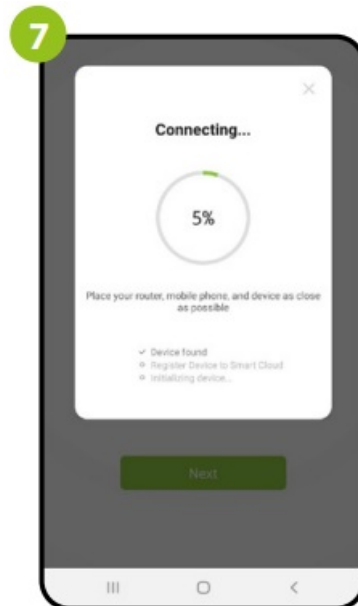 7
Connecting...
5%
Place your router, mobile phone, and device as close
as possible
✓ Device found
Register Device to Smart Cloud
Initializing device...
Next